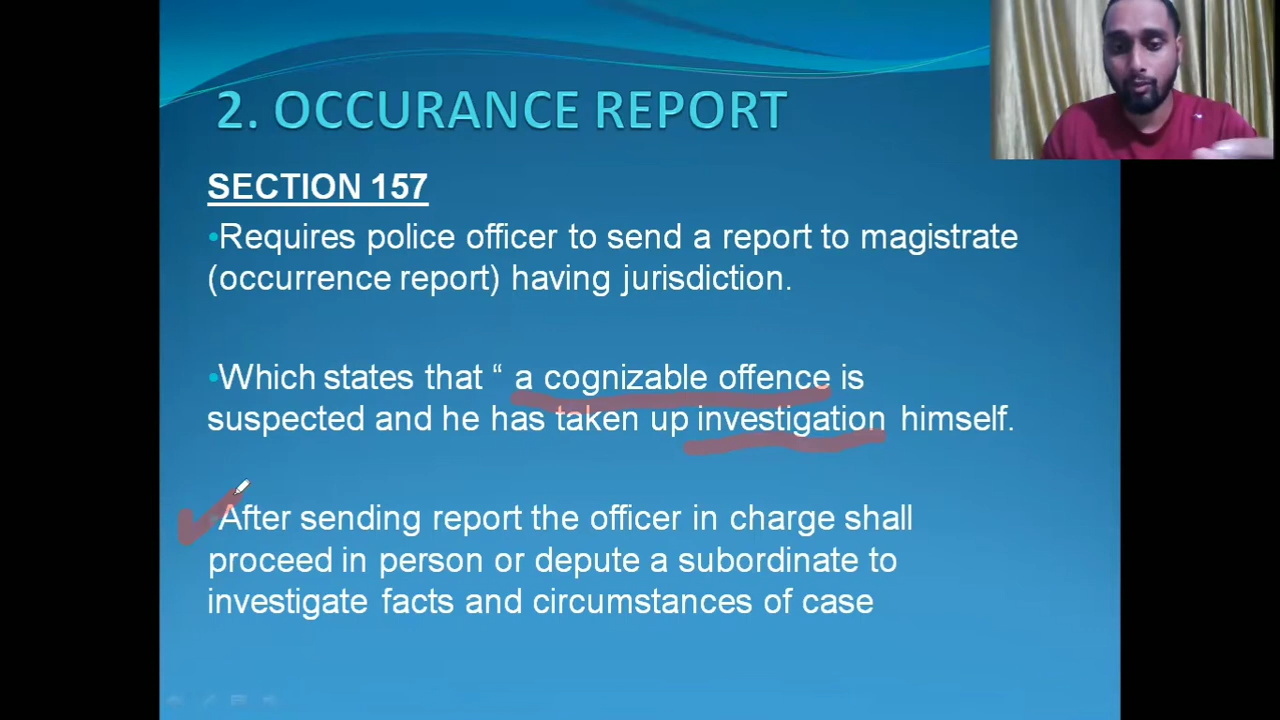 2. OCCURANCE REPORT
SECTION 157
•Requires police officer to send a report to magistrate
(occurrence report) having jurisdiction.
•Which states that “ a cognizable offence is
suspected and he has taken up investigation himself.
•After sending report the officer in charge shall
proceed in person or depute a subordinate to
investigate facts and circumstances of case